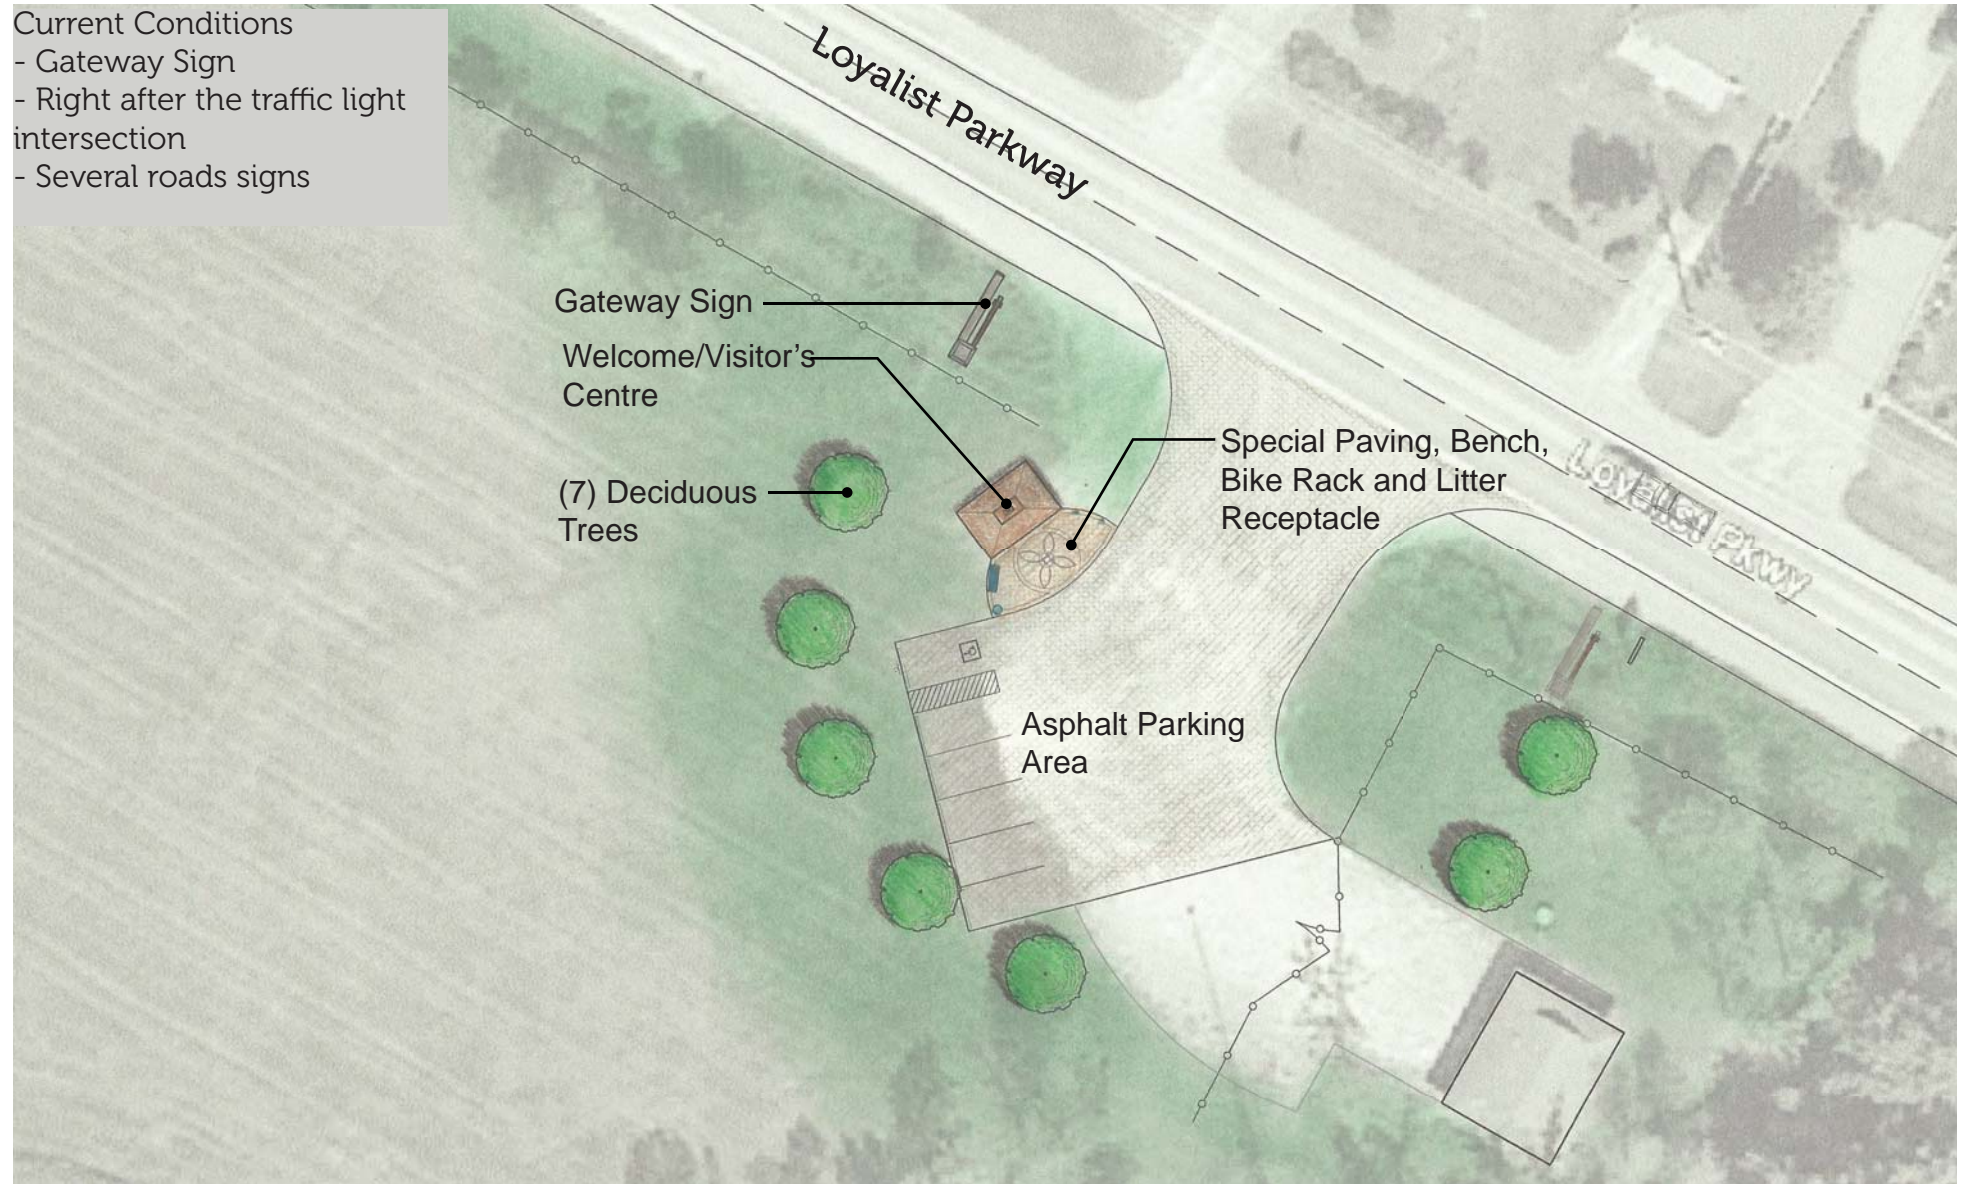 Current Conditions
- Gateway Sign
- Right after the traffic light
intersection
- Several roads signs
Loyalist Parkway
Gateway Sign
Welcome/Visitor’s
Centre
(7) Deciduous
Trees
Special Paving, Bench,
Bike Rack and Litter
Receptacle
Loyalist Pkwy
Asphalt Parking
Area